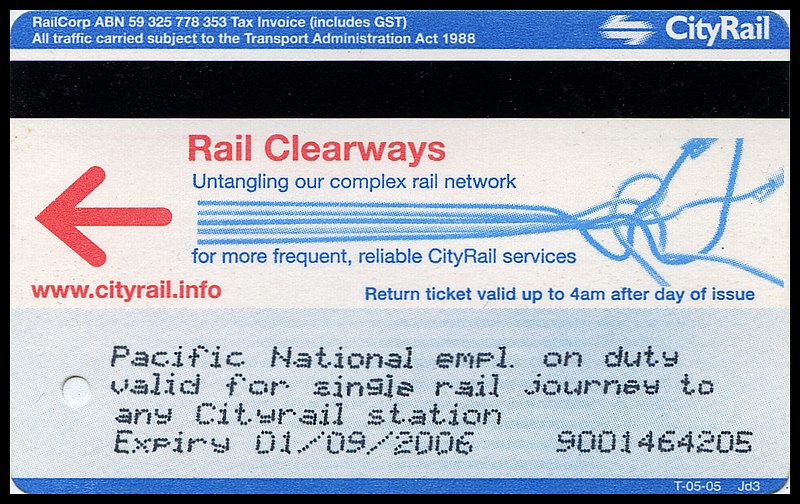 RailCorp ABN 59 325 778 353 Tax Invoice (includes GST)
All traffic carried subject to the Transport Administration Act 1988
CityRail
Rail Clearways
Untangling our complex rail network
for more frequent, reliable CityRail services
www.cityrail.info
Return ticket valid up to 4am after day of issue
Pacific National empl. on duty
valid for single rail journey to
any Cityrail station
Expiry 01/09/2006 9001464205
T-05-05 Jd3